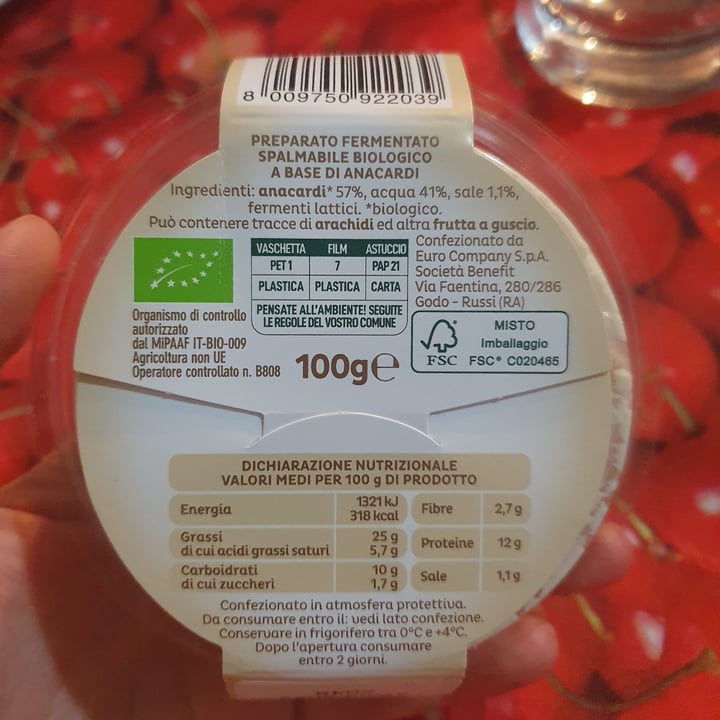 8 009750 922039
PREPARATO FERMENTATO
SPALMABILE BIOLOGICO
A BASE DI ANACARDI
Ingredienti: anacardi* 57%, acqua 41%, sale 1,1%,
fermenti lattici. *biologico.
Può contenere tracce di arachidi ed altra frutta a guscio.
VASCHETTA FILM ASTUCCIO
PET 1 7 PAP 21
PLASTICA PLASTICA CARTA
PENSATE ALL'AMBIENTE! SEGUITE
LE REGOLE DEL VOSTRO COMUNE
Confezionato da
Euro Company S.p.A.
Società Benefit
Via Faentina, 280/286
Godo - Russi (RA)
Organismo di controllo
autorizzato
dal MiPAAF IT-BIO-009
Agricoltura non UE
Operatore controllato n. B808
100g℮
FSC
MISTO
Imballaggio
FSC® C020465
DICHIARAZIONE NUTRIZIONALE
VALORI MEDI PER 100 g DI PRODOTTO
Energia 1321 kJ
318 kcal
Grassi 25 g
di cui acidi grassi saturi 5,7 g
Carboidrati 10 g
di cui zuccheri 1,7 g
Fibre 2,7 g
Proteine 12 g
Sale 1,1 g
Confezionato in atmosfera protettiva.
Da consumare entro il: vedi lato confezione.
Conservare in frigorifero tra 0°C e +4°C.
Dopo l'apertura consumare
entro 2 giorni.